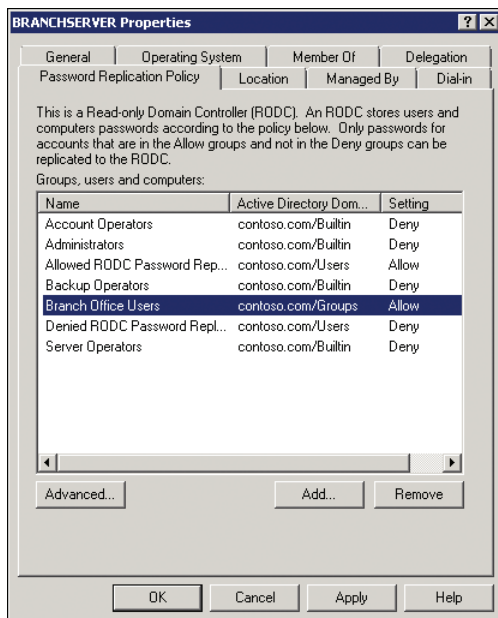 BRANCHSERVER Properties
General Operating System Member Of Delegation
Password Replication Policy Location Managed By Dial-in
This is a Read-only Domain Controller (RODC). An RODC stores users and
computers passwords according to the policy below. Only passwords for
accounts that are in the Allow groups and not in the Deny groups can be
replicated to the RODC.
Groups, users and computers:
Name Active Directory Dom... Setting
Account Operators contoso.com/Builtin Deny
Administrators contoso.com/Builtin Deny
Allowed RODC Password Rep... contoso.com/Users Allow
Backup Operators contoso.com/Builtin Deny
Branch Office Users contoso.com/Groups Allow
Denied RODC Password Repl... contoso.com/Users Deny
Server Operators contoso.com/Builtin Deny
Advanced... Add... Remove
OK Cancel Apply Help